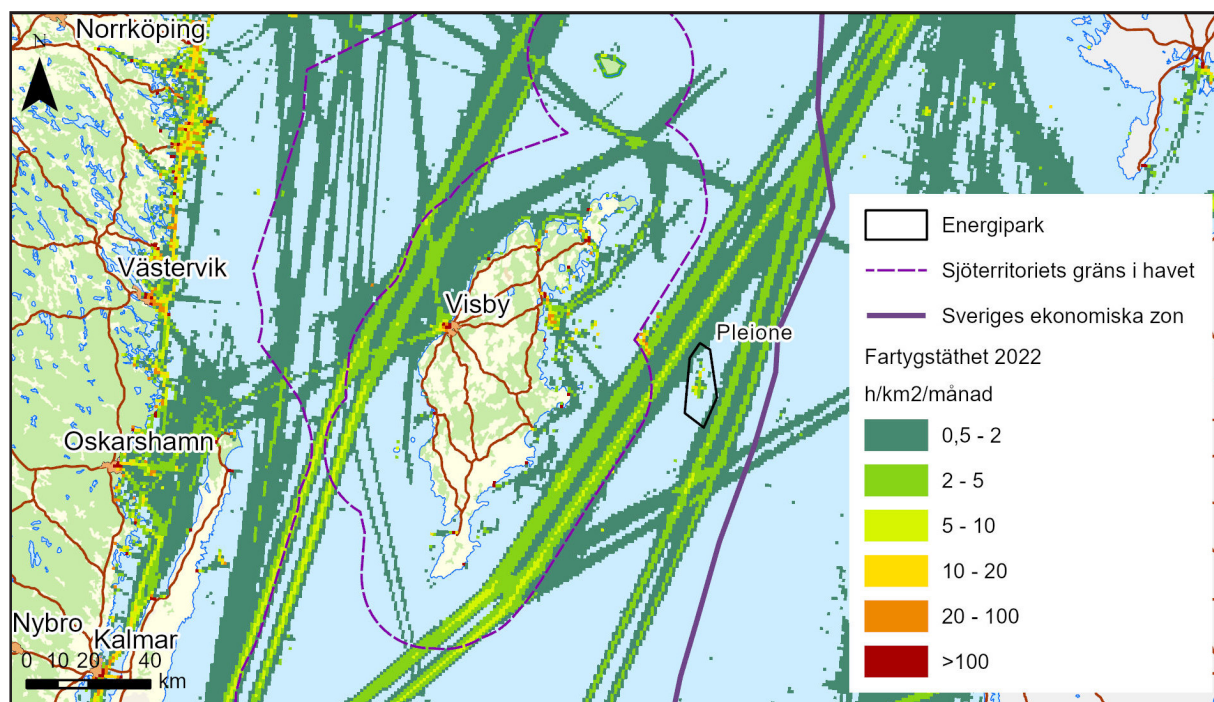 Norrköping
N
Västervik
Visby
Pleione
Oskarshamn
Nybro
Kalmar
0 10 20 40
km
Energipark
Sjöterritoriets gräns i havet
Sveriges ekonomiska zon
Fartygstäthet 2022
h/km2/månad
0,5 - 2
2 - 5
5 - 10
10 - 20
20 - 100
>100